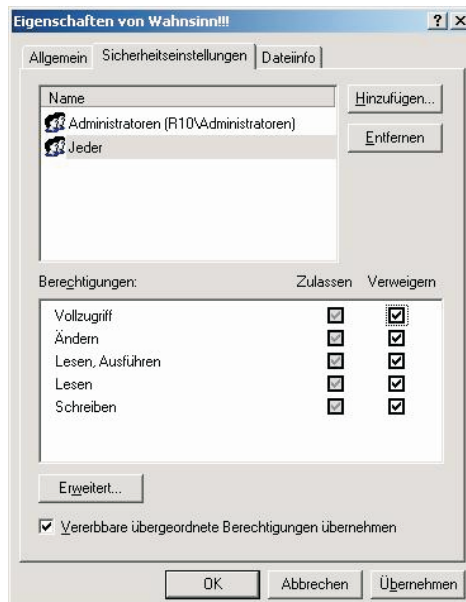 Eigenschaften von Wahnsinn!!!
Allgemein Sicherheitseinstellungen Dateiinfo
Name
Hinzufügen...
Administratoren (R10\Administratoren)
Jeder
Entfernen
Berechtigungen: Zulassen Verweigern
Vollzugriff
Ändern
Lesen, Ausführen
Lesen
Schreiben
Erweitert...
Vererbbare übergeordnete Berechtigungen übernehmen
OK Abbrechen Übernehmen